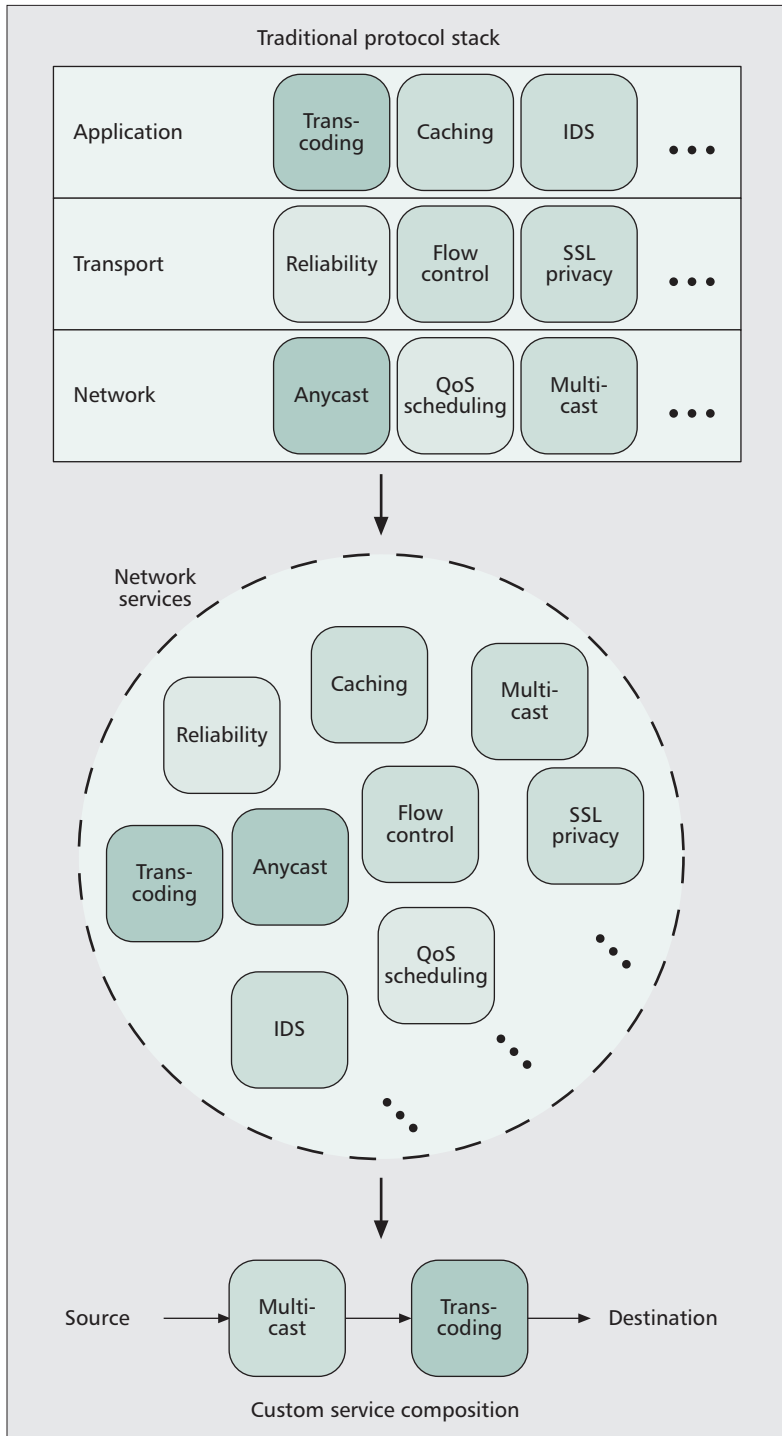 Traditional protocol stack
Application
Trans-
coding
Caching
IDS
Transport
Reliability
Flow
control
SSL
privacy
Network
Anycast
QoS
scheduling
Multi-
cast
Network
services
Caching
Multi-
cast
Reliability
Flow
control
SSL
privacy
Trans-
coding
Anycast
QoS
scheduling
IDS
Source
Multi-
cast
Trans-
coding
Destination
Custom service composition